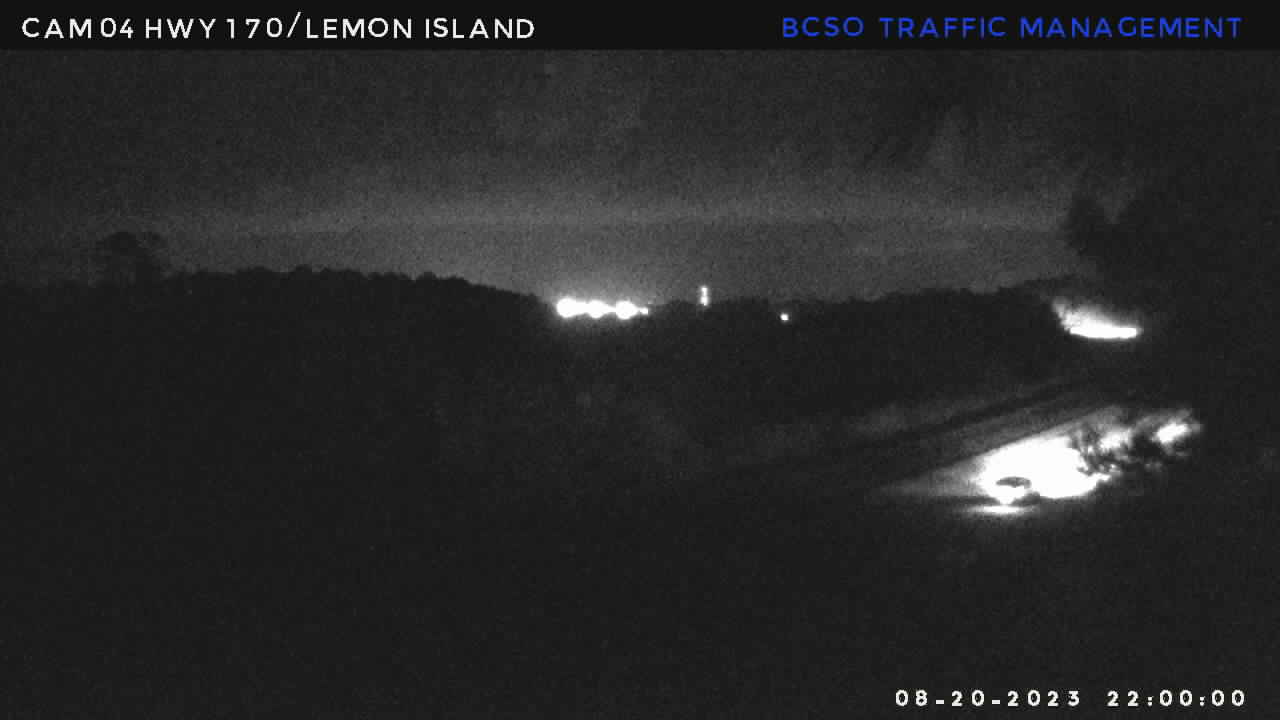 CAM04 HWY 170/LEMON ISLAND BCSO TRAFFIC MANAGEMENT
08-20-2023 22:00:00